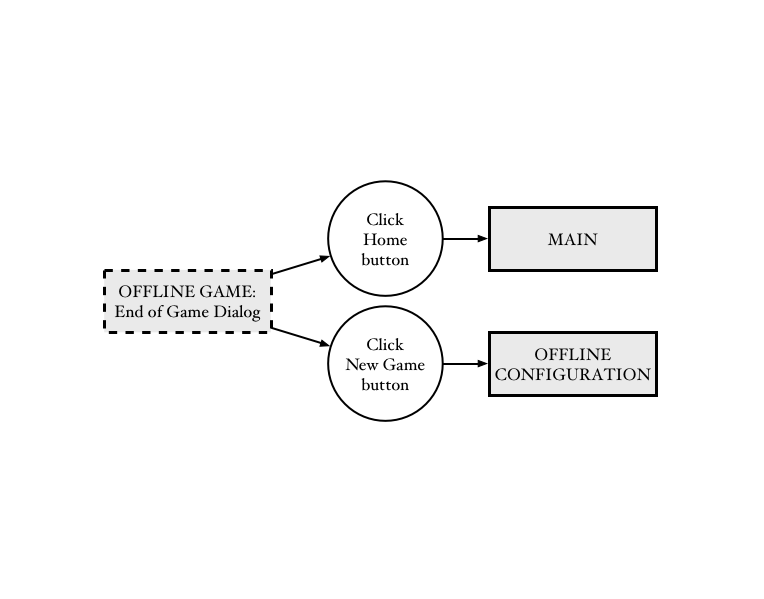 OFFLINE GAME:
End of Game Dialog
Click
Home
button
MAIN
Click
New Game
button
OFFLINE
CONFIGURATION